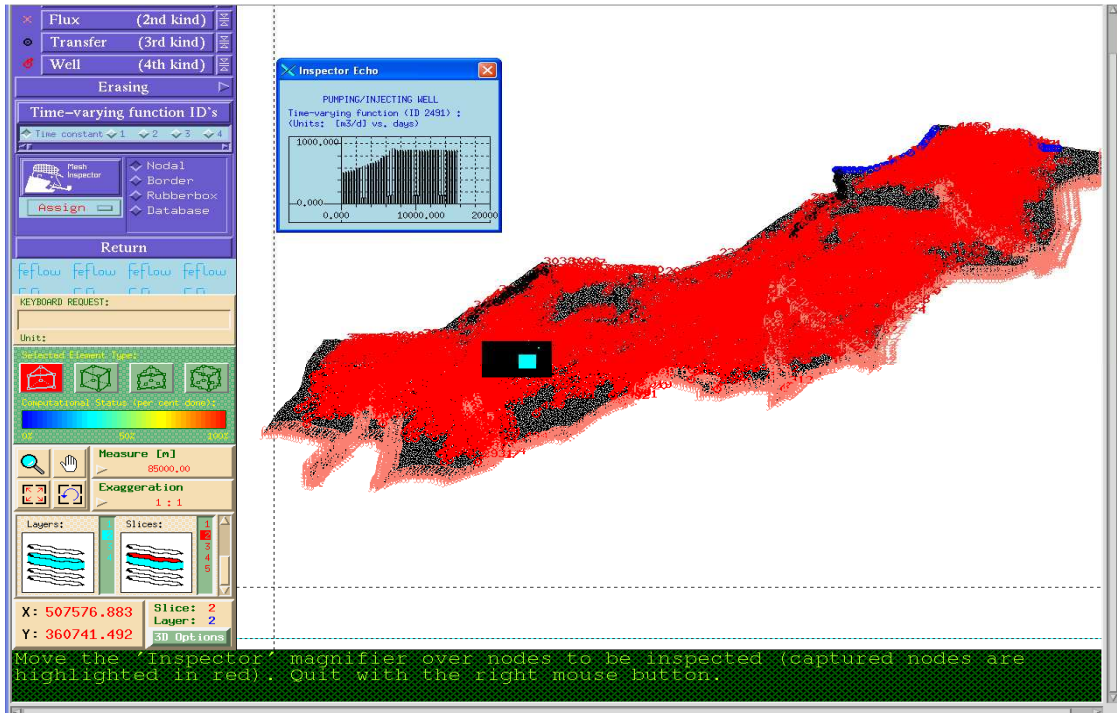 Flux (2nd kind)
Transfer (3rd kind)
Well (4th kind)
Erasing
Time-varying function ID's
Time constant 1 2 3 4
Mesh Inspector
Assign
Nodal
Border
Rubberbox
Database
Return
feflow feflow feflow feflow
KEYBOARD REQUEST:
Unit:
Selected Element Type:
Computational Status (per cent done):
0% 50% 100%
Measure [m]
85000.00
Exaggeration
1 : 1
Layers: Slices:
1
2
3
4
5
X: 507576.883
Y: 360741.492
Slice: 2
Layer: 2
3D Options
Inspector Echo
PUMPING/INJECTING WELL
Time-varying function (ID 2491) :
(Units: [m3/d] vs. days)
1000.000
0.000
0.000 10000.000 20000
Move the 'Inspector' magnifier over nodes to be inspected (captured nodes are
highlighted in red). Quit with the right mouse button.